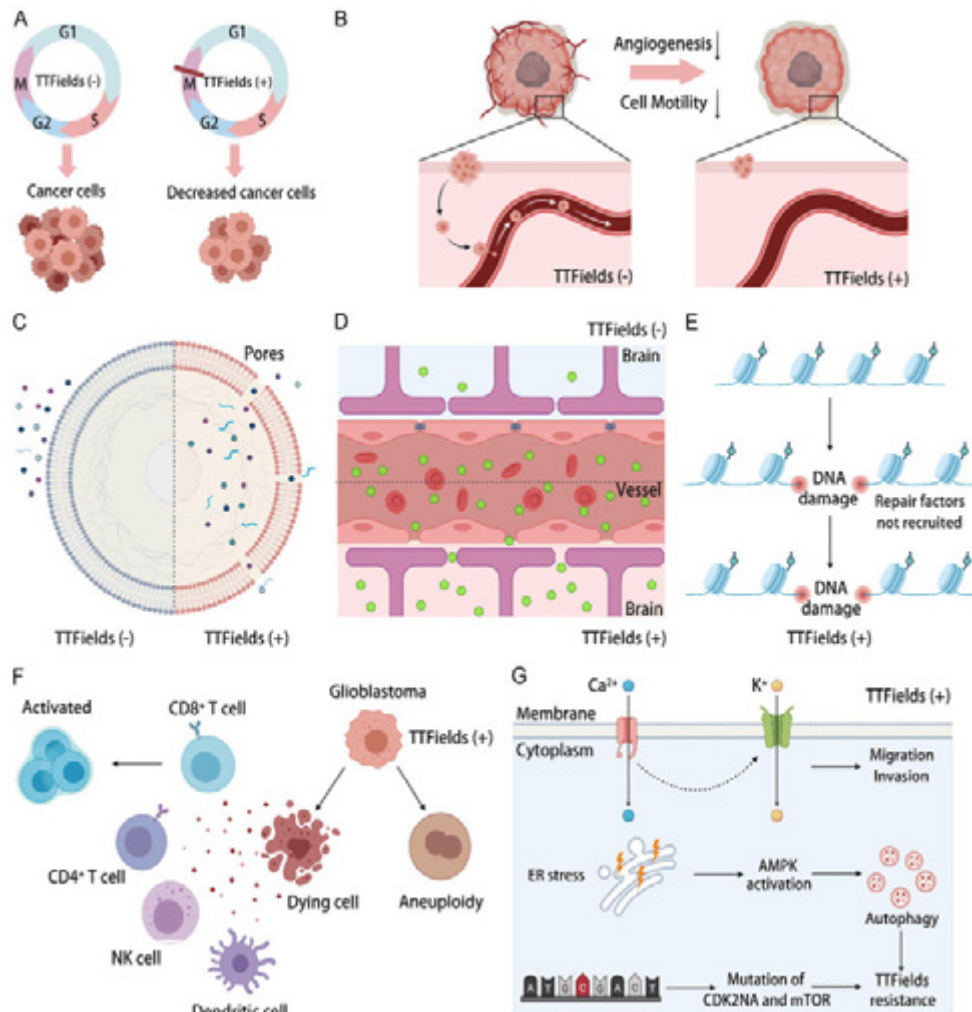 A
G1
M
TTFields (-)
G2
S
Cancer cells
G1
M
TTFields (+)
G2
S
Decreased cancer cells
B
Angiogenesis
Cell Motility
TTFields (-)
TTFields (+)
C
Pores
TTFields (-)
TTFields (+)
D
TTFields (-)
Brain
Vessel
Brain
TTFields (+)
E
DNA
damage
Repair factors
not recruited
DNA
damage
TTFields (+)
F
Activated
CD8⁺ T cell
Glioblastoma
TTFields (+)
CD4⁺ T cell
Dying cell
Aneuploidy
NK cell
Dendritic cell
G
Ca²⁺
K⁺
TTFields (+)
Membrane
Cytoplasm
Migration
Invasion
ER stress
AMPK
activation
Autophagy
A T G C G A C T
Mutation of
CDK2NA and mTOR
TTFields
resistance